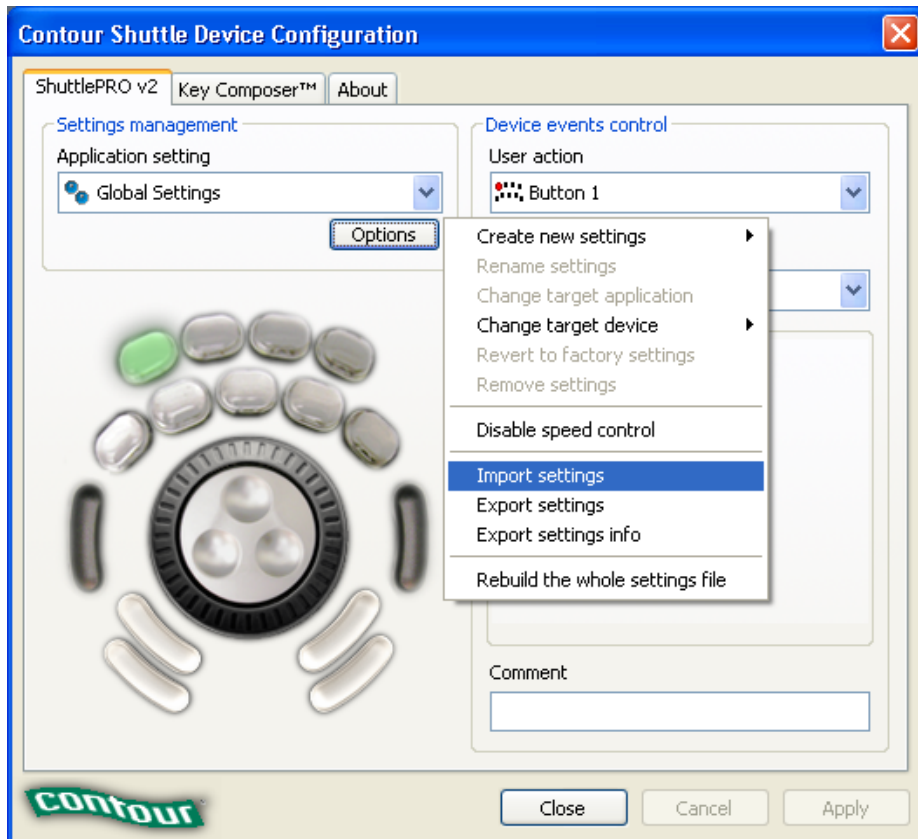 Contour Shuttle Device Configuration
ShuttlePRO v2 Key Composer™ About
Settings management
Application setting
Global Settings
Options
Device events control
User action
Button 1
Create new settings
Rename settings
Change target application
Change target device
Revert to factory settings
Remove settings
Disable speed control
Import settings
Export settings
Export settings info
Rebuild the whole settings file
Comment
contour
Close Cancel Apply